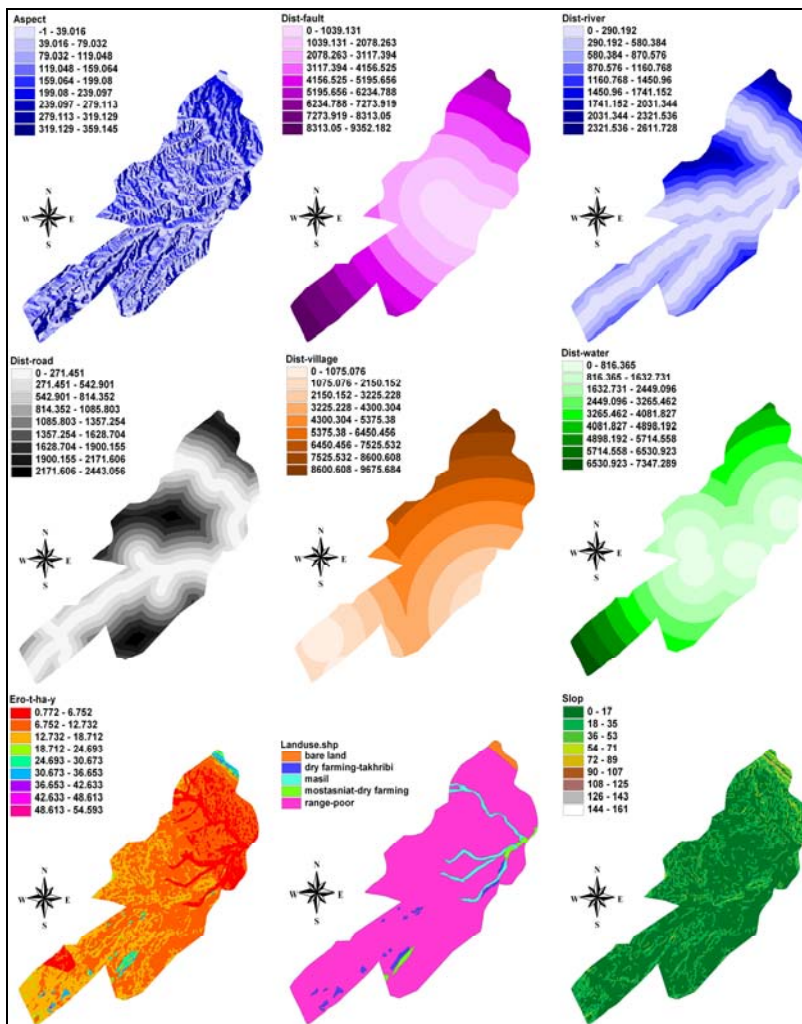 Aspect
-1 - 39.016
39.016 - 79.032
79.032 - 119.048
119.048 - 159.064
159.064 - 199.08
199.08 - 239.097
239.097 - 279.113
279.113 - 319.129
319.129 - 359.145
N
W E
S
Dist-fault
0 - 1039.131
1039.131 - 2078.263
2078.263 - 3117.394
3117.394 - 4156.525
4156.525 - 5195.656
5195.656 - 6234.788
6234.788 - 7273.919
7273.919 - 8313.05
8313.05 - 9352.182
N
W E
S
Dist-river
0 - 290.192
290.192 - 580.384
580.384 - 870.576
870.576 - 1160.768
1160.768 - 1450.96
1450.96 - 1741.152
1741.152 - 2031.344
2031.344 - 2321.536
2321.536 - 2611.728
N
W E
S
Dist-road
0 - 271.451
271.451 - 542.901
542.901 - 814.352
814.352 - 1085.803
1085.803 - 1357.254
1357.254 - 1628.704
1628.704 - 1900.155
1900.155 - 2171.606
2171.606 - 2443.056
N
W E
S
Dist-village
0 - 1075.076
1075.076 - 2150.152
2150.152 - 3225.228
3225.228 - 4300.304
4300.304 - 5375.38
5375.38 - 6450.456
6450.456 - 7525.532
7525.532 - 8600.608
8600.608 - 9675.684
N
W E
S
Dist-water
0 - 816.365
816.365 - 1632.731
1632.731 - 2449.096
2449.096 - 3265.462
3265.462 - 4081.827
4081.827 - 4898.192
4898.192 - 5714.558
5714.558 - 6530.923
6530.923 - 7347.289
N
W E
S
Ero-t-ha-y
0.772 - 6.752
6.752 - 12.732
12.732 - 18.712
18.712 - 24.693
24.693 - 30.673
30.673 - 36.653
36.653 - 42.633
42.633 - 48.613
48.613 - 54.593
N
W E
S
Landuse.shp
bare land
dry farming-takhribi
masil
mostasniat-dry farming
range-poor
N
W E
S
Slop
0 - 17
18 - 35
36 - 53
54 - 71
72 - 89
90 - 107
108 - 125
126 - 143
144 - 161
N
W E
S